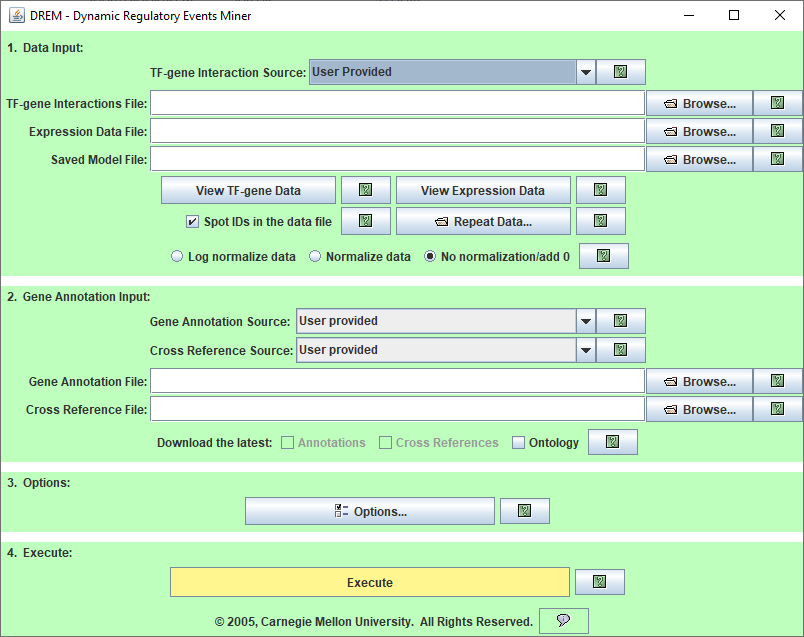 DREM - Dynamic Regulatory Events Miner
1. Data Input:
TF-gene Interaction Source: User Provided
TF-gene Interactions File: Browse...
Expression Data File: Browse...
Saved Model File: Browse...
View TF-gene Data View Expression Data
Spot IDs in the data file Repeat Data...
Log normalize data Normalize data No normalization/add 0
2. Gene Annotation Input:
Gene Annotation Source: User provided
Cross Reference Source: User provided
Gene Annotation File: Browse...
Cross Reference File: Browse...
Download the latest: Annotations Cross References Ontology
3. Options:
Options...
4. Execute:
Execute
© 2005, Carnegie Mellon University. All Rights Reserved.